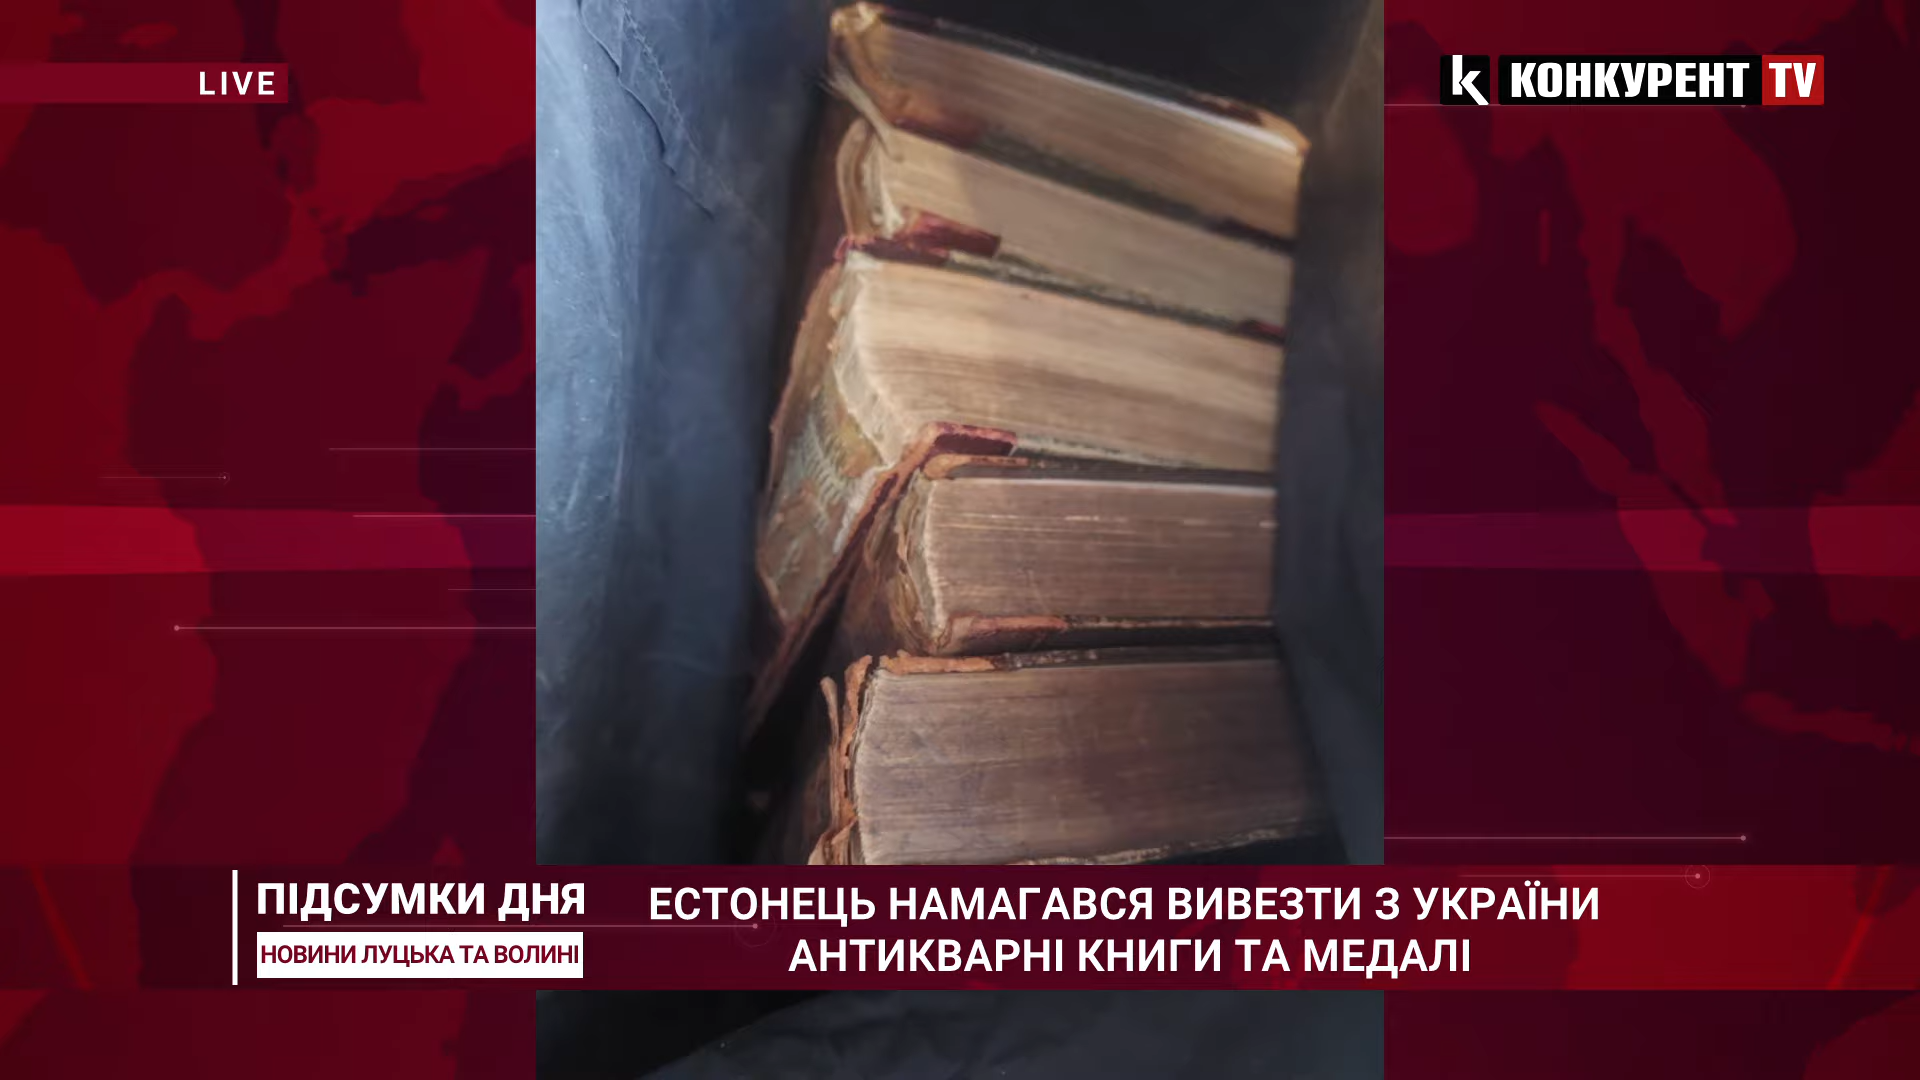 LIVE
k КОНКУРЕНТ TV
ПІДСУМКИ ДНЯ
НОВИНИ ЛУЦЬКА ТА ВОЛИНІ
ЕСТОНЕЦЬ НАМАГАВСЯ ВИВЕЗТИ З УКРАЇНИ
АНТИКВАРНІ КНИГИ ТА МЕДАЛІ